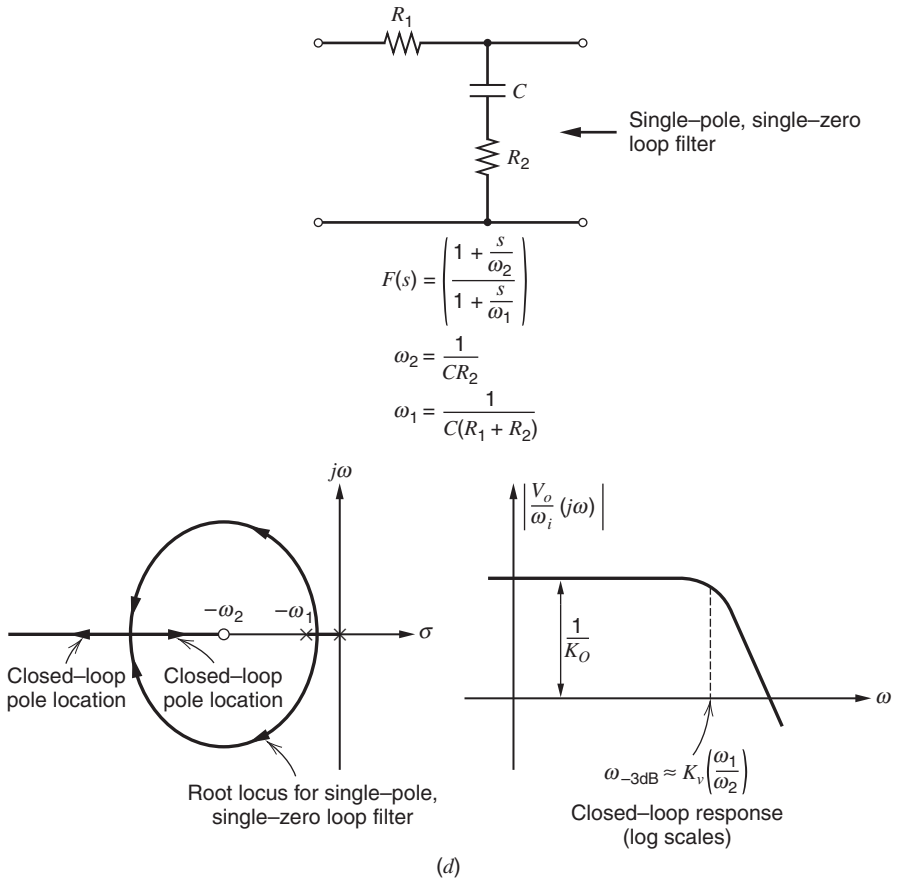 R₁
C
Single–pole, single–zero
loop filter
R₂
F(s) = ( (1 + s/ω₂) / (1 + s/ω₁) )
ω₂ = 1/CR₂
ω₁ = 1/C(R₁ + R₂)
jω
–ω₂
–ω₁
σ
Closed–loop
pole location
Closed–loop
pole location
Root locus for single–pole,
single–zero loop filter
|Vₒ/ωᵢ (jω)|
1/K_O
ω
ω₋₃dB ≈ Kᵥ(ω₁/ω₂)
Closed–loop response
(log scales)
(d)